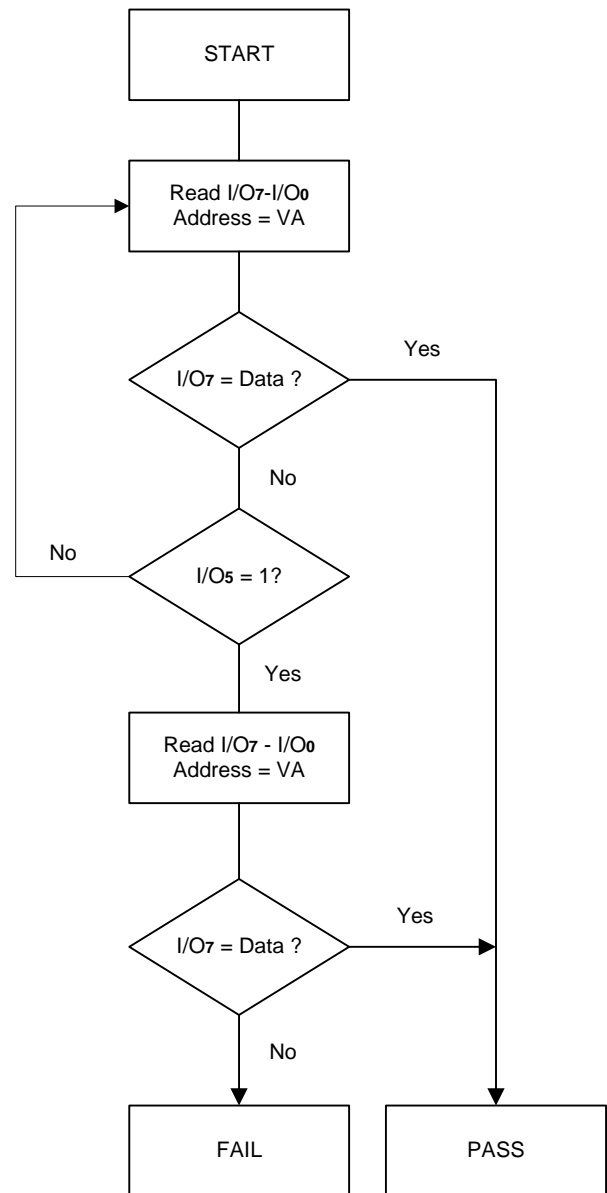 START
Read I/O7-I/O0
Address = VA
Yes
I/O7 = Data ?
No
No
I/O5 = 1?
Yes
Read I/O7 - I/O0
Address = VA
Yes
I/O7 = Data ?
No
FAIL
PASS